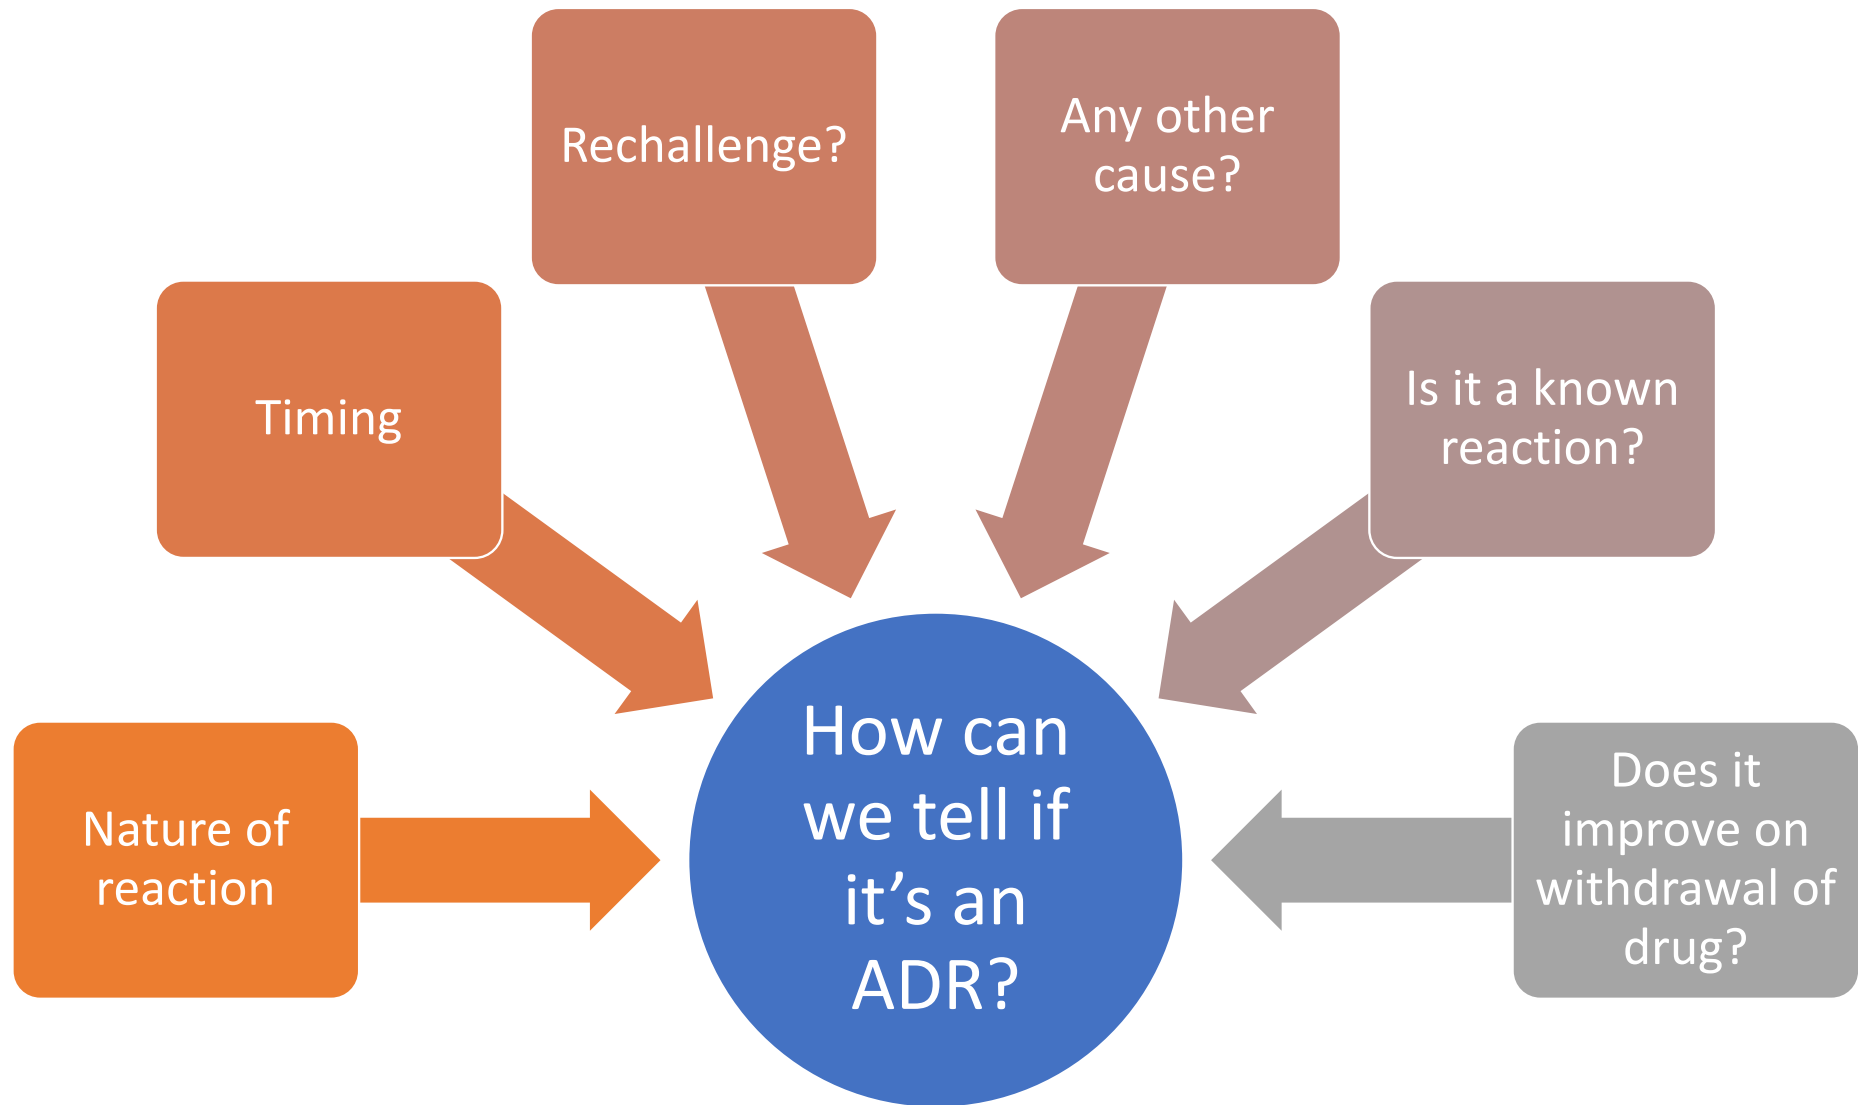 Rechallenge?
Any other
cause?
Timing
Is it a known
reaction?
Nature of
reaction
How can
we tell if
it’s an
ADR?
Does it
improve on
withdrawal of
drug?